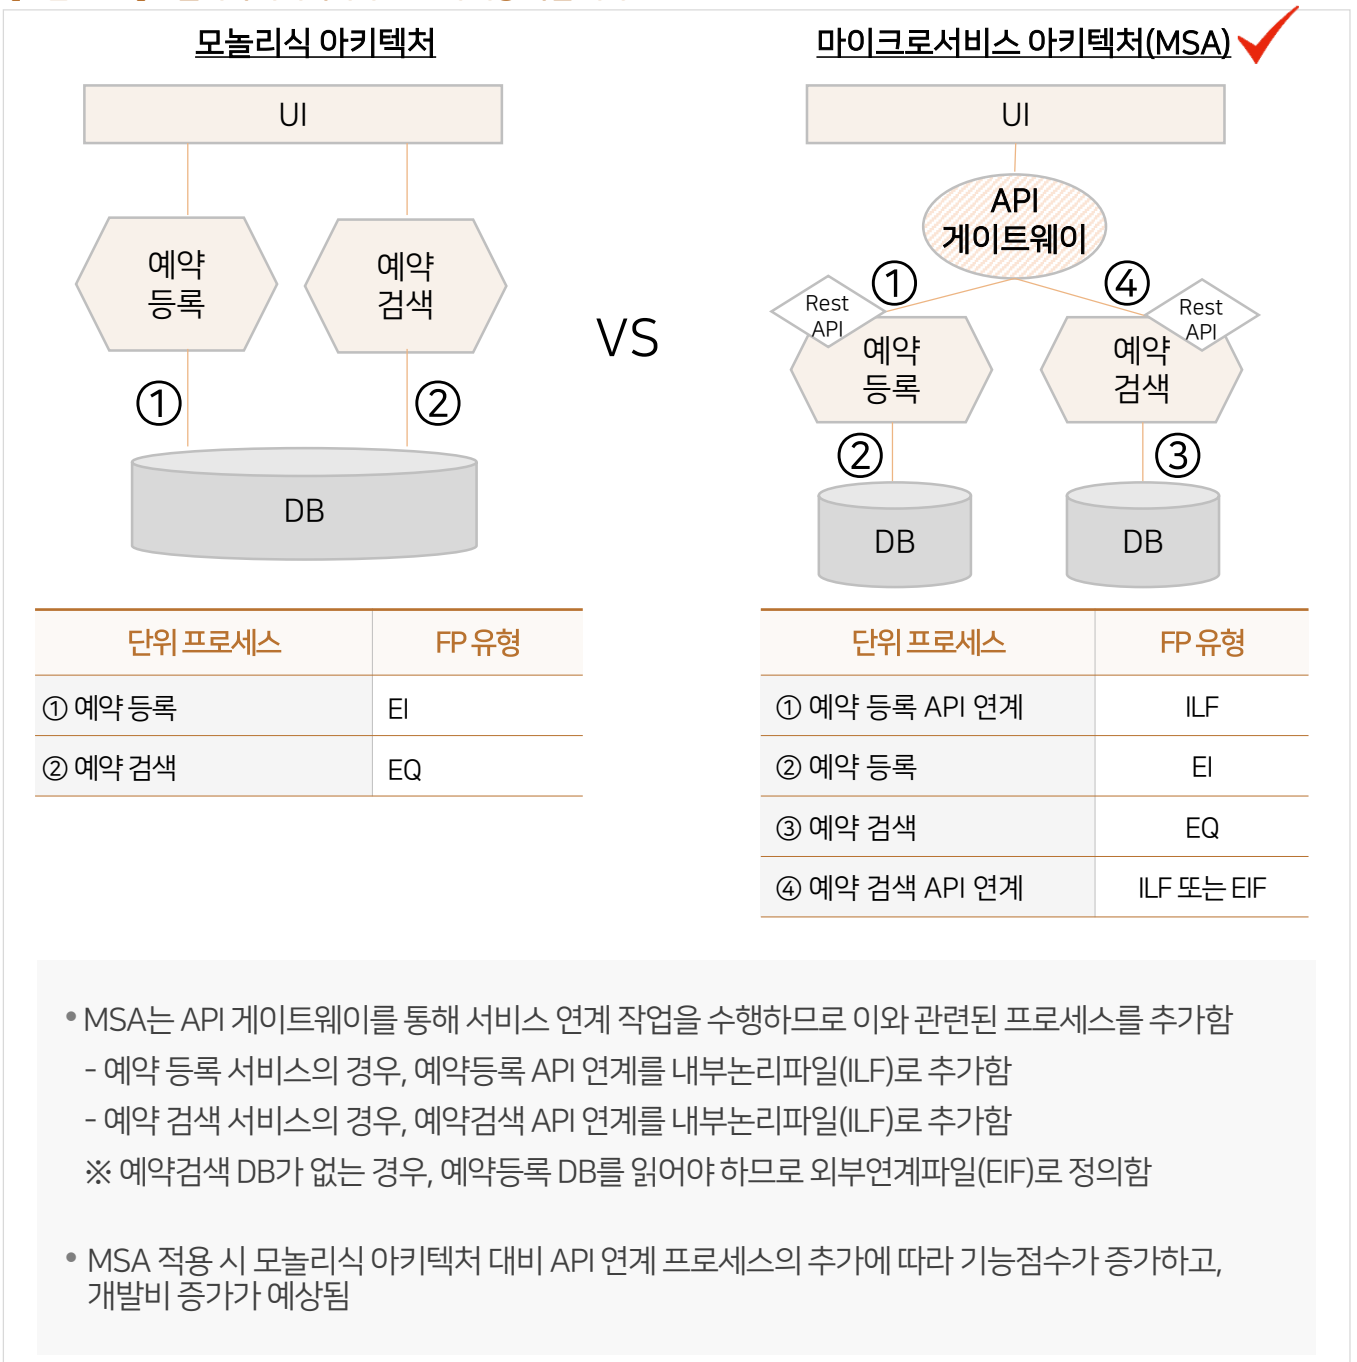 모놀리식 아키텍처
UI
예약
등록
예약
검색
①
②
DB
VS
마이크로서비스 아키텍처(MSA)
UI
API
게이트웨이
①
④
Rest
API
Rest
API
예약
등록
예약
검색
②
③
DB
DB
단위 프로세스 FP 유형
① 예약 등록 EI
② 예약 검색 EQ
단위 프로세스 FP 유형
① 예약 등록 API 연계 ILF
② 예약 등록 EI
③ 예약 검색 EQ
④ 예약 검색 API 연계 ILF 또는 EIF
• MSA는 API 게이트웨이를 통해 서비스 연계 작업을 수행하므로 이와 관련된 프로세스를 추가함
- 예약 등록 서비스의 경우, 예약등록 API 연계를 내부논리파일(ILF)로 추가함
- 예약 검색 서비스의 경우, 예약검색 API 연계를 내부논리파일(ILF)로 추가함
※ 예약검색 DB가 없는 경우, 예약등록 DB를 읽어야 하므로 외부연계파일(EIF)로 정의함
• MSA 적용 시 모놀리식 아키텍처 대비 API 연계 프로세스의 추가에 따라 기능점수가 증가하고,
개발비 증가가 예상됨